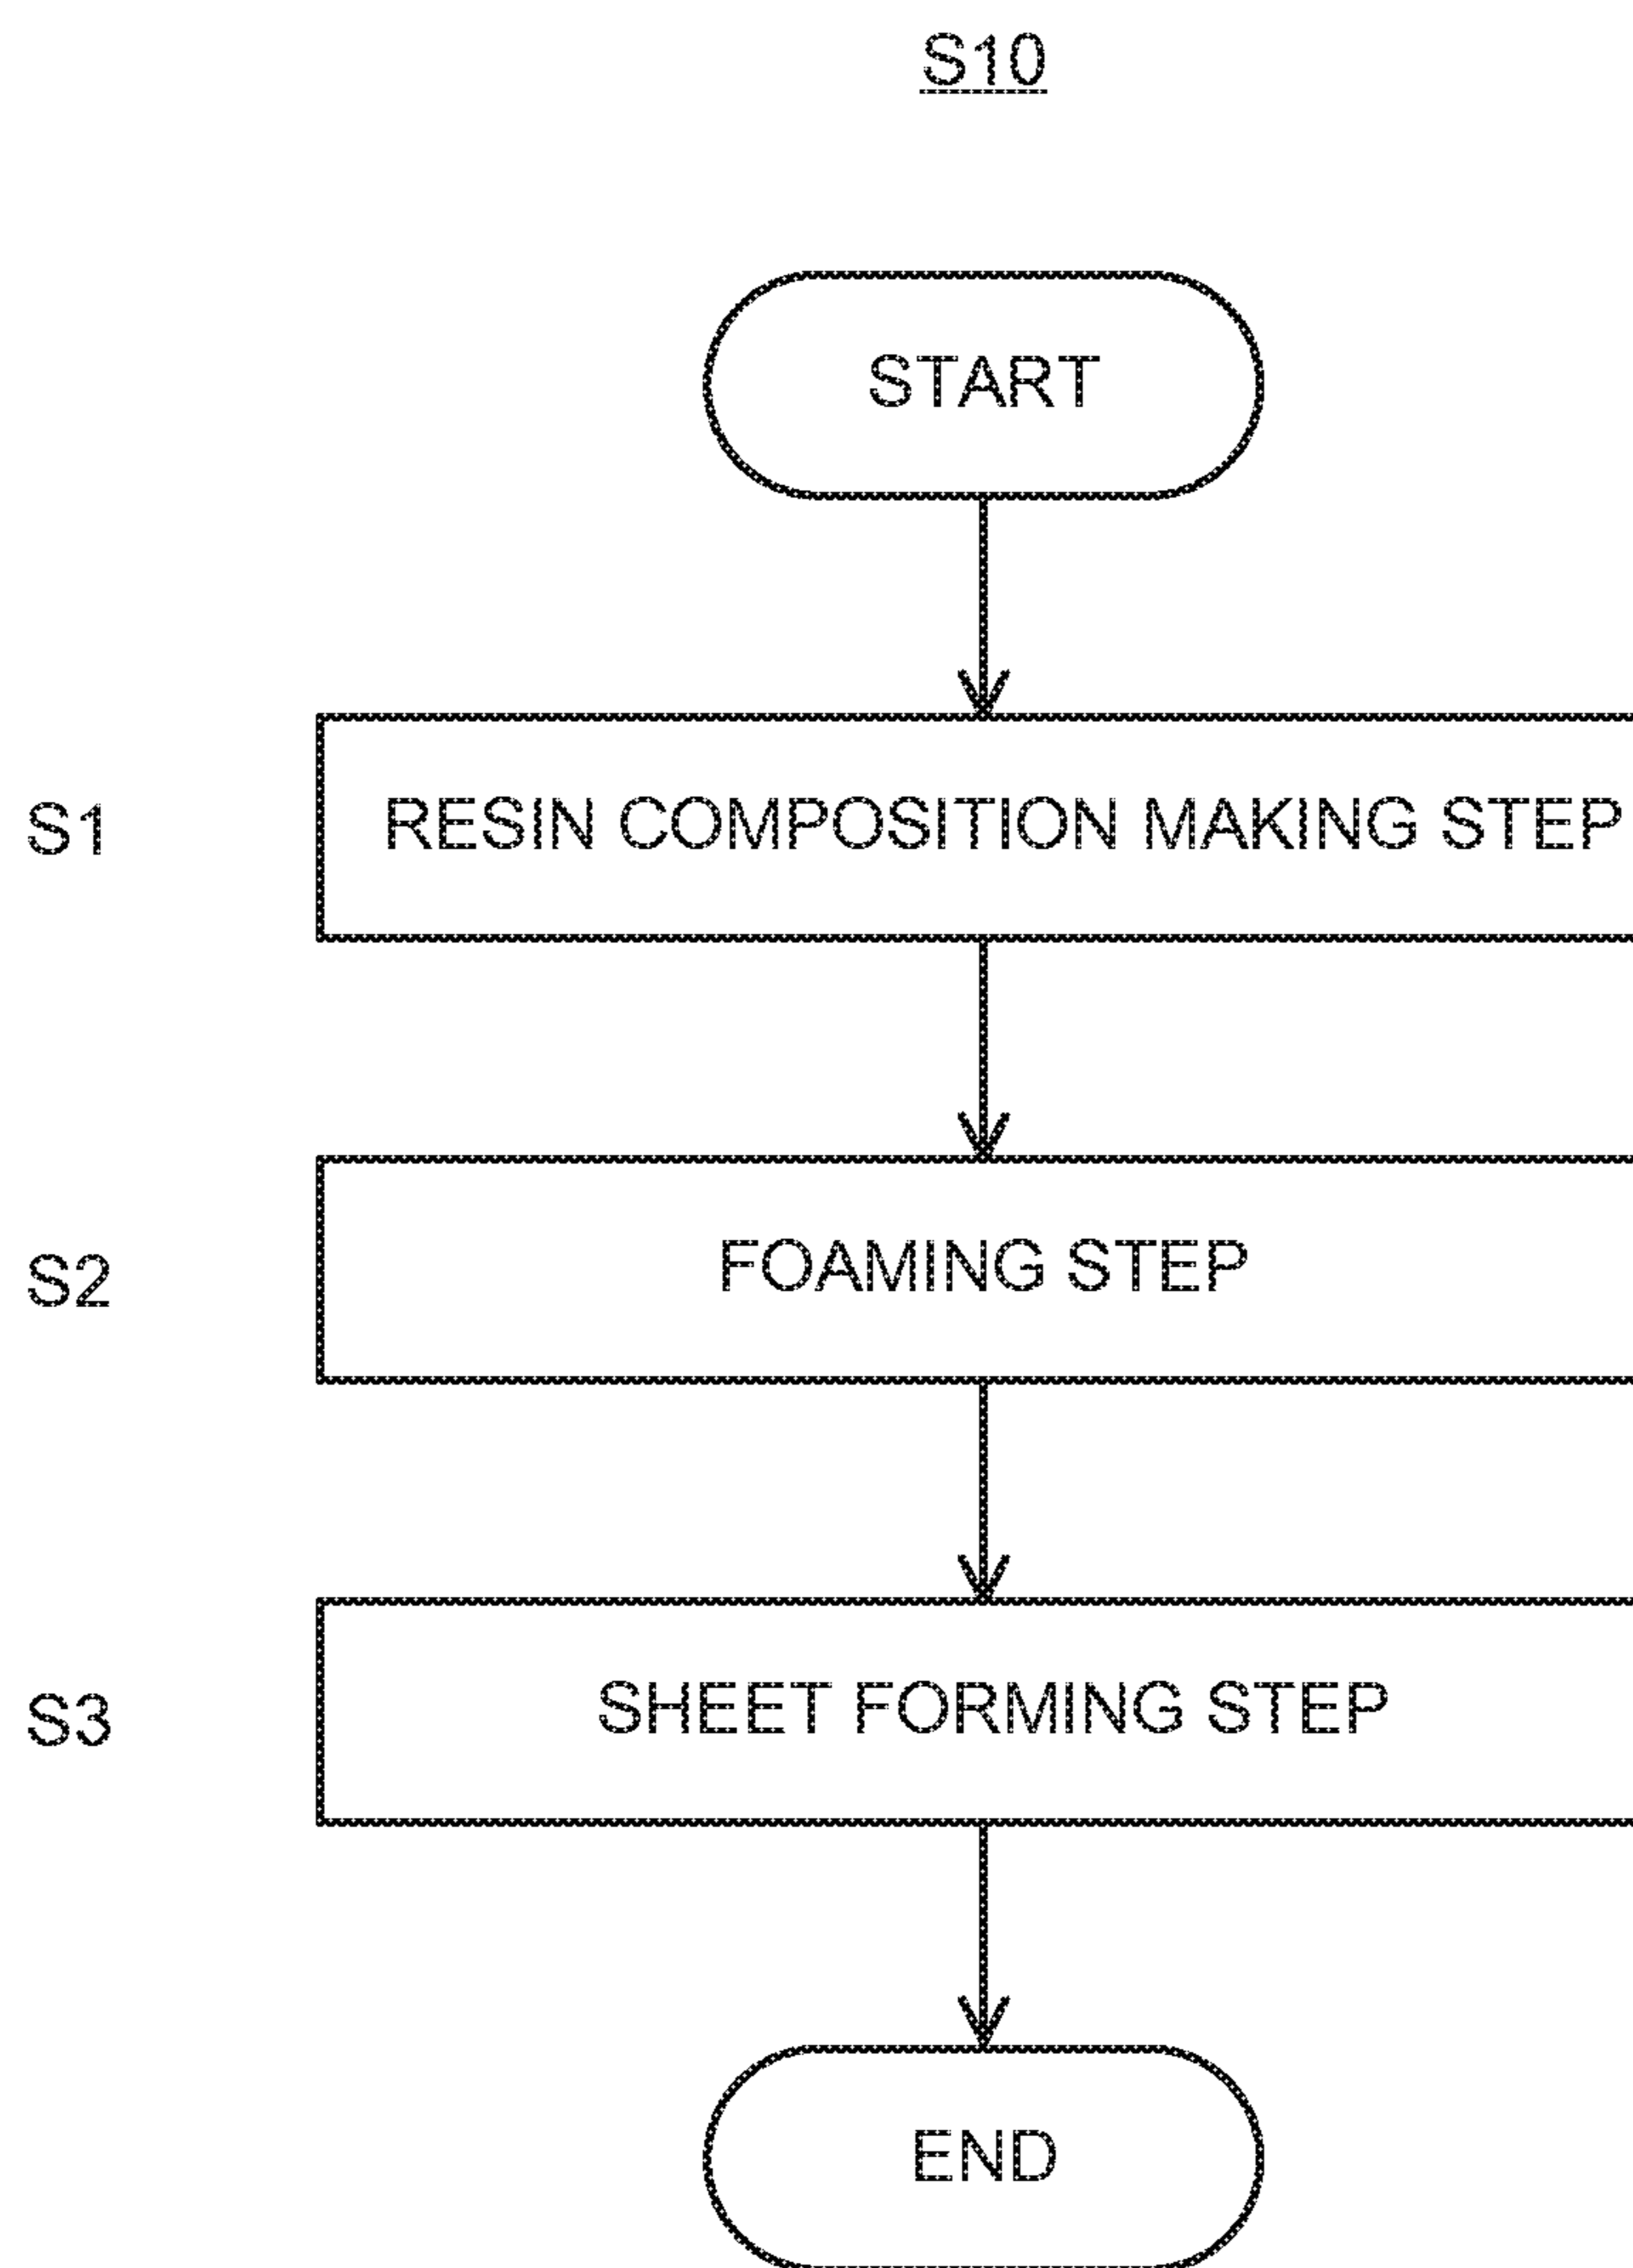 S10
START
S1 RESIN COMPOSITION MAKING STEP
S2 FOAMING STEP
S3 SHEET FORMING STEP
END